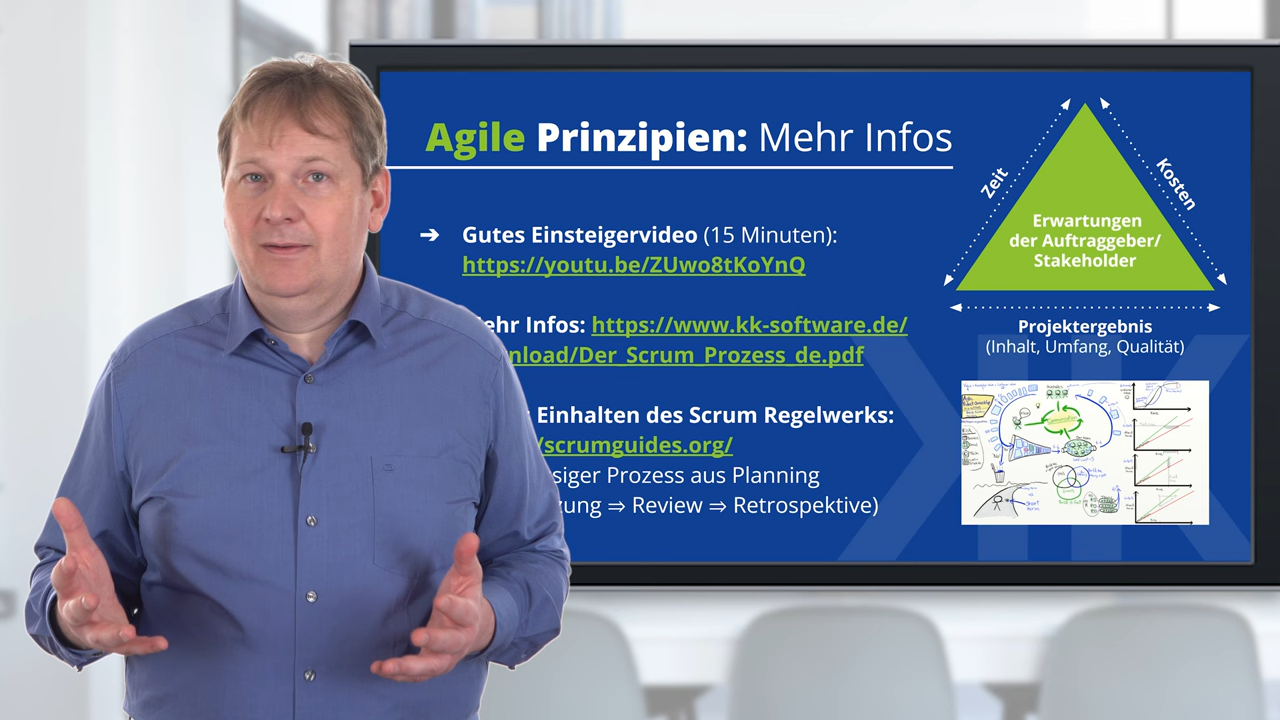 Agile Prinzipien: Mehr Infos
➔ Gutes Einsteigervideo (15 Minuten):
https://youtu.be/ZUwo8tKoYnQ
ehr Infos: https://www.kk-software.de/
nload/Der_Scrum_Prozess_de.pdf
Einhalten des Scrum Regelwerks:
/scrumguides.org/
siger Prozess aus Planning
ung ⇒ Review ⇒ Retrospektive)
Zeit
Kosten
Erwartungen
der Auftraggeber/
Stakeholder
Projektergebnis
(Inhalt, Umfang, Qualität)